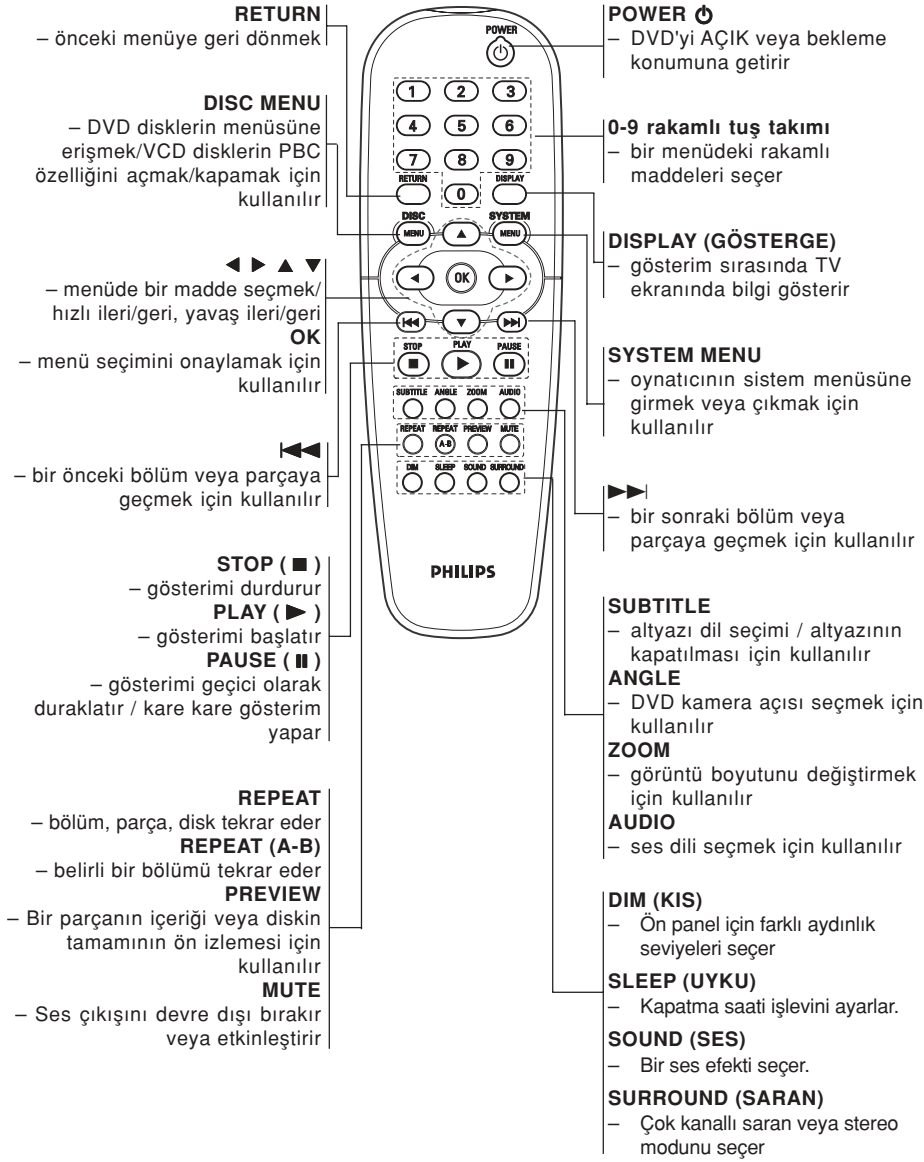 RETURN
– önceki menüye geri dönmek
DISC MENU
– DVD disklerin menüsüne
erişmek/VCD disklerin PBC
özelliğini açmak/kapamak için
kullanılır
◀ ▶ ▲ ▼
– menüde bir madde seçmek/
hızlı ileri/geri, yavaş ileri/geri
OK
– menü seçimini onaylamak için
kullanılır
– bir önceki bölüm veya parçaya
geçmek için kullanılır
STOP ( ■ )
– gösterimi durdurur
PLAY ( ▶ )
– gösterimi başlatır
PAUSE ( ⏸ )
– gösterimi geçici olarak
duraklatır / kare kare gösterim
yapar
REPEAT
– bölüm, parça, disk tekrar eder
REPEAT (A-B)
– belirli bir bölümü tekrar eder
PREVIEW
– Bir parçanın içeriği veya diskin
tamamının ön izlemesi için
kullanılır
MUTE
– Ses çıkışını devre dışı bırakır
veya etkinleştirir
POWER
1 2 3
4 5 6
7 8 9
RETURN 0 DISPLAY
DISC SYSTEM
MENU MENU
OK
STOP PLAY PAUSE
SUBTITLE ANGLE ZOOM AUDIO
REPEAT REPEAT PREVIEW MUTE
A-B
DIM SLEEP SOUND SURROUND
PHILIPS
POWER ⏻
– DVD'yi AÇIK veya bekleme
konumuna getirir
0-9 rakamlı tuş takımı
– bir menüdeki rakamlı
maddeleri seçer
DISPLAY (GÖSTERGE)
– gösterim sırasında TV
ekranında bilgi gösterir
SYSTEM MENU
– oynatıcının sistem menüsüne
girmek veya çıkmak için
kullanılır
– bir sonraki bölüm veya
parçaya geçmek için kullanılır
SUBTITLE
– altyazı dil seçimi / altyazının
kapatılması için kullanılır
ANGLE
– DVD kamera açısı seçmek için
kullanılır
ZOOM
– görüntü boyutunu değiştirmek
için kullanılır
AUDIO
– ses dili seçmek için kullanılır
DIM (KIS)
– Ön panel için farklı aydınlık
seviyeleri seçer
SLEEP (UYKU)
– Kapatma saati işlevini ayarlar.
SOUND (SES)
– Bir ses efekti seçer.
SURROUND (SARAN)
– Çok kanallı saran veya stereo
modunu seçer